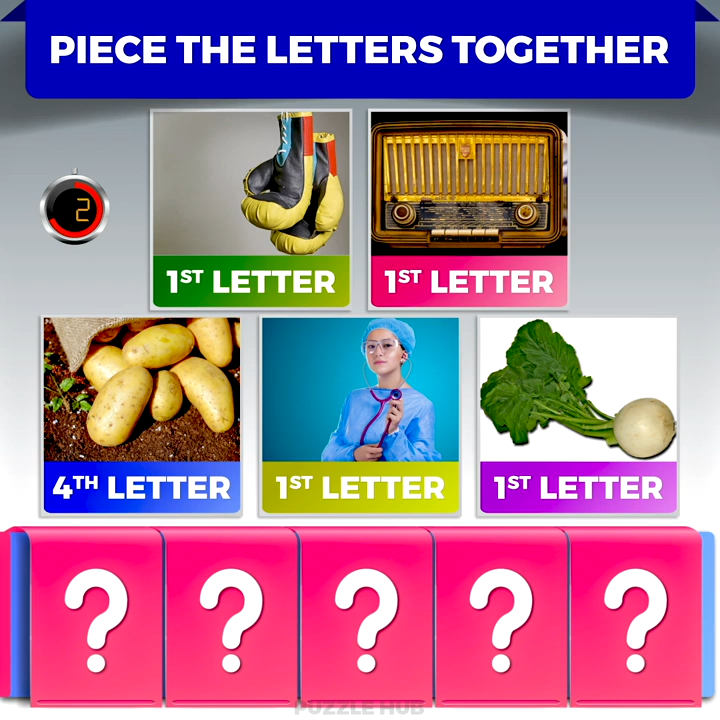 PIECE THE LETTERS TOGETHER
2
1ST LETTER
1ST LETTER
4TH LETTER
1ST LETTER
1ST LETTER
? ? ? ? ?
PUZZLE HUB